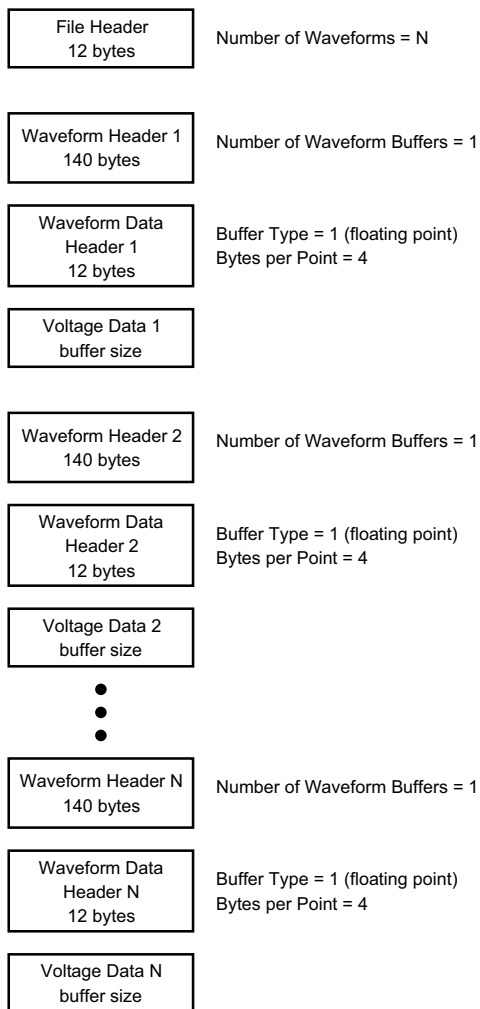 File Header
12 bytes
Number of Waveforms = N
Waveform Header 1
140 bytes
Number of Waveform Buffers = 1
Waveform Data
Header 1
12 bytes
Buffer Type = 1 (floating point)
Bytes per Point = 4
Voltage Data 1
buffer size
Waveform Header 2
140 bytes
Number of Waveform Buffers = 1
Waveform Data
Header 2
12 bytes
Buffer Type = 1 (floating point)
Bytes per Point = 4
Voltage Data 2
buffer size
Waveform Header N
140 bytes
Number of Waveform Buffers = 1
Waveform Data
Header N
12 bytes
Buffer Type = 1 (floating point)
Bytes per Point = 4
Voltage Data N
buffer size